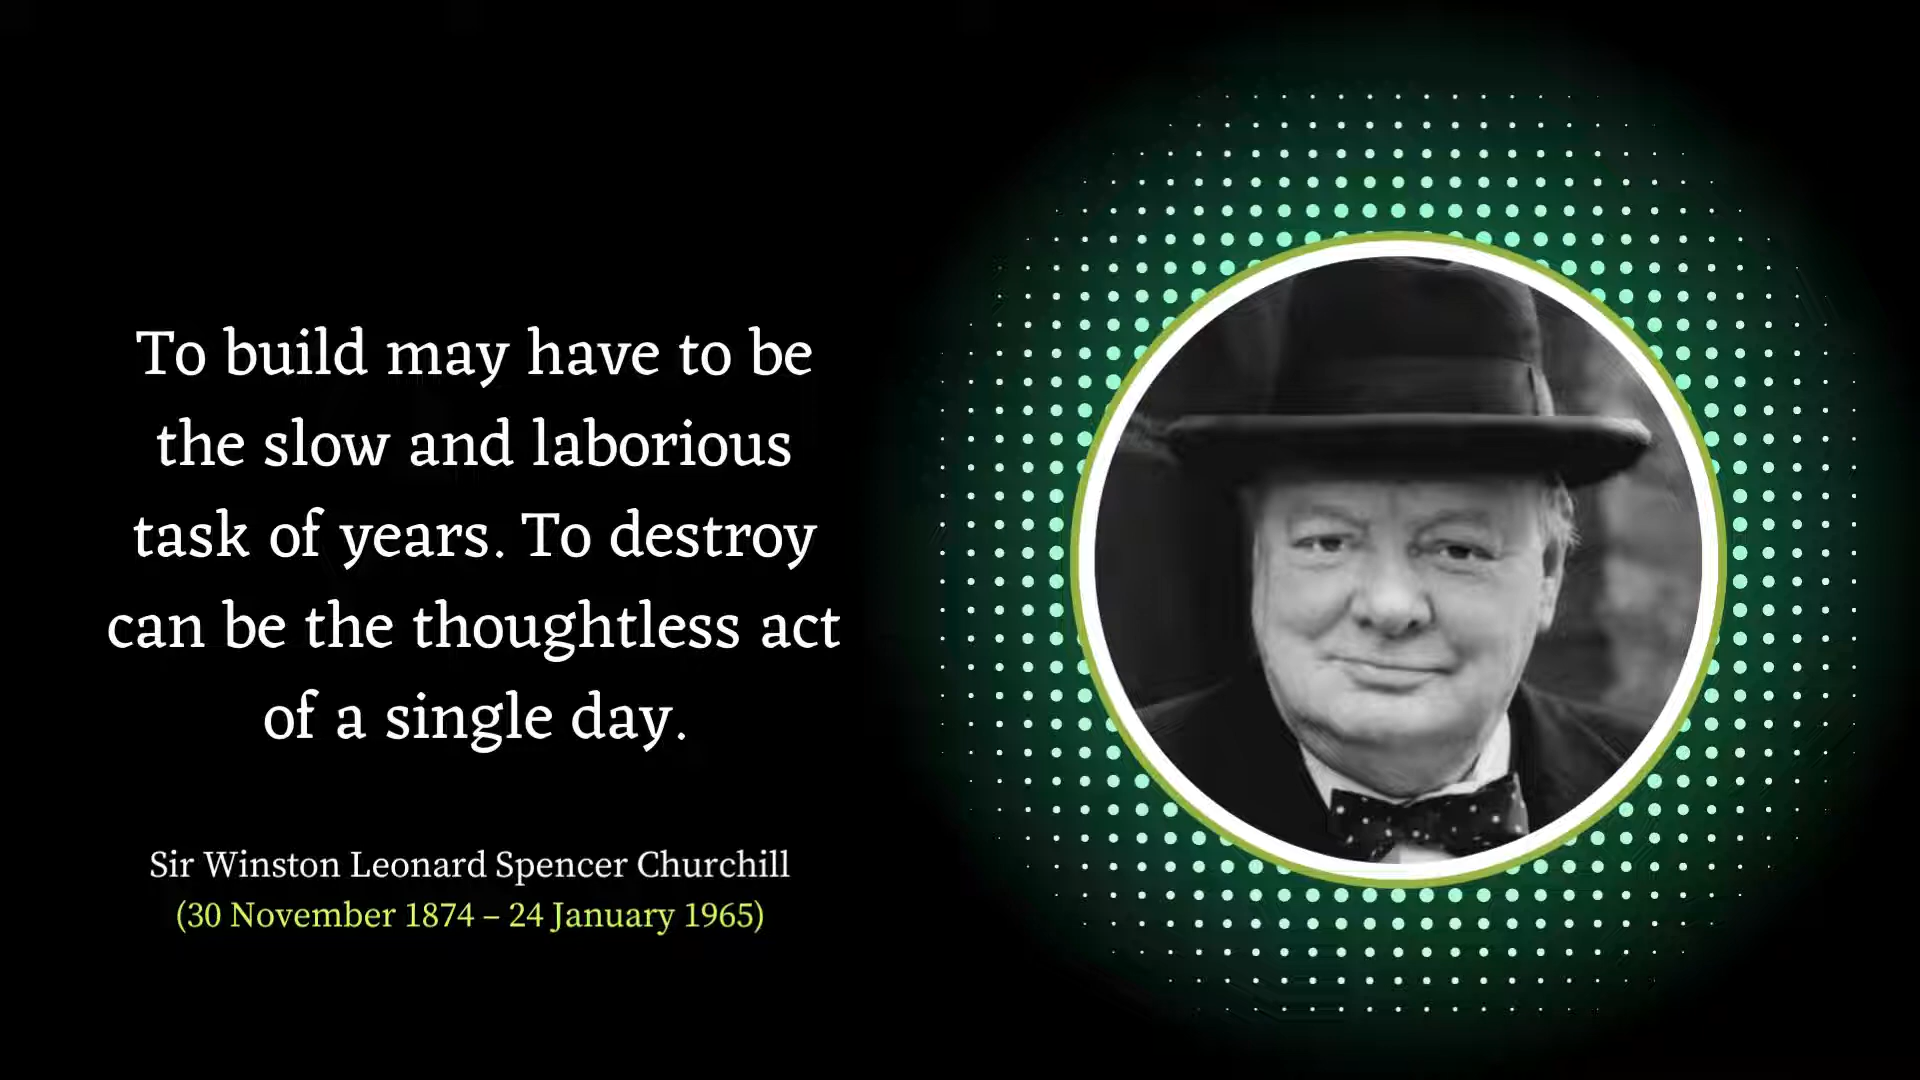 To build may have to be
the slow and laborious
task of years. To destroy
can be the thoughtless act
of a single day.
Sir Winston Leonard Spencer Churchill
(30 November 1874 – 24 January 1965)